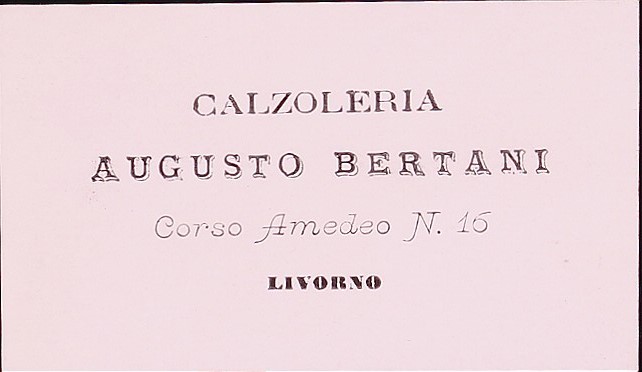 CALZOLERIA
AUGUSTO BERTANI
Corso Amedeo N. 16
LIVORNO